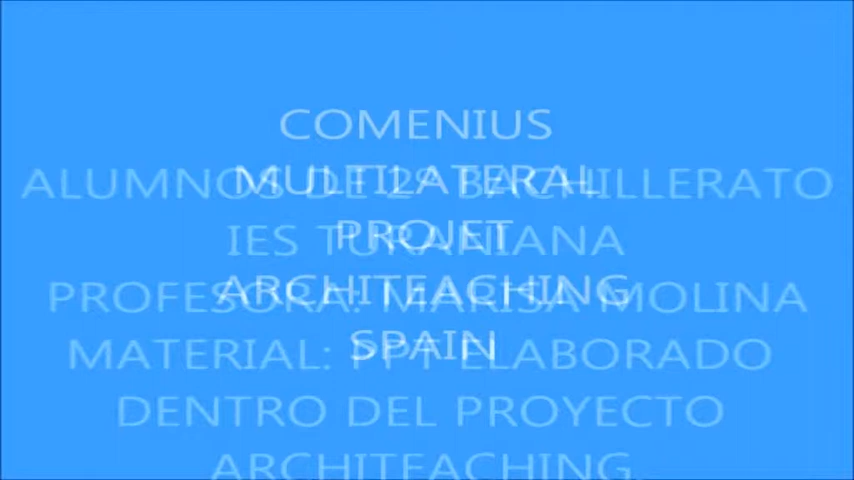 COMENIUS
MULTILATERAL
PROJET
ARCHITEACHING
SPAIN
ALUMNOS DE 2º BACHILLERATO
IES TURANIANA
PROFESORA: MARISA MOLINA
MATERIAL: PPT ELABORADO
DENTRO DEL PROYECTO
ARCHITEACHING.